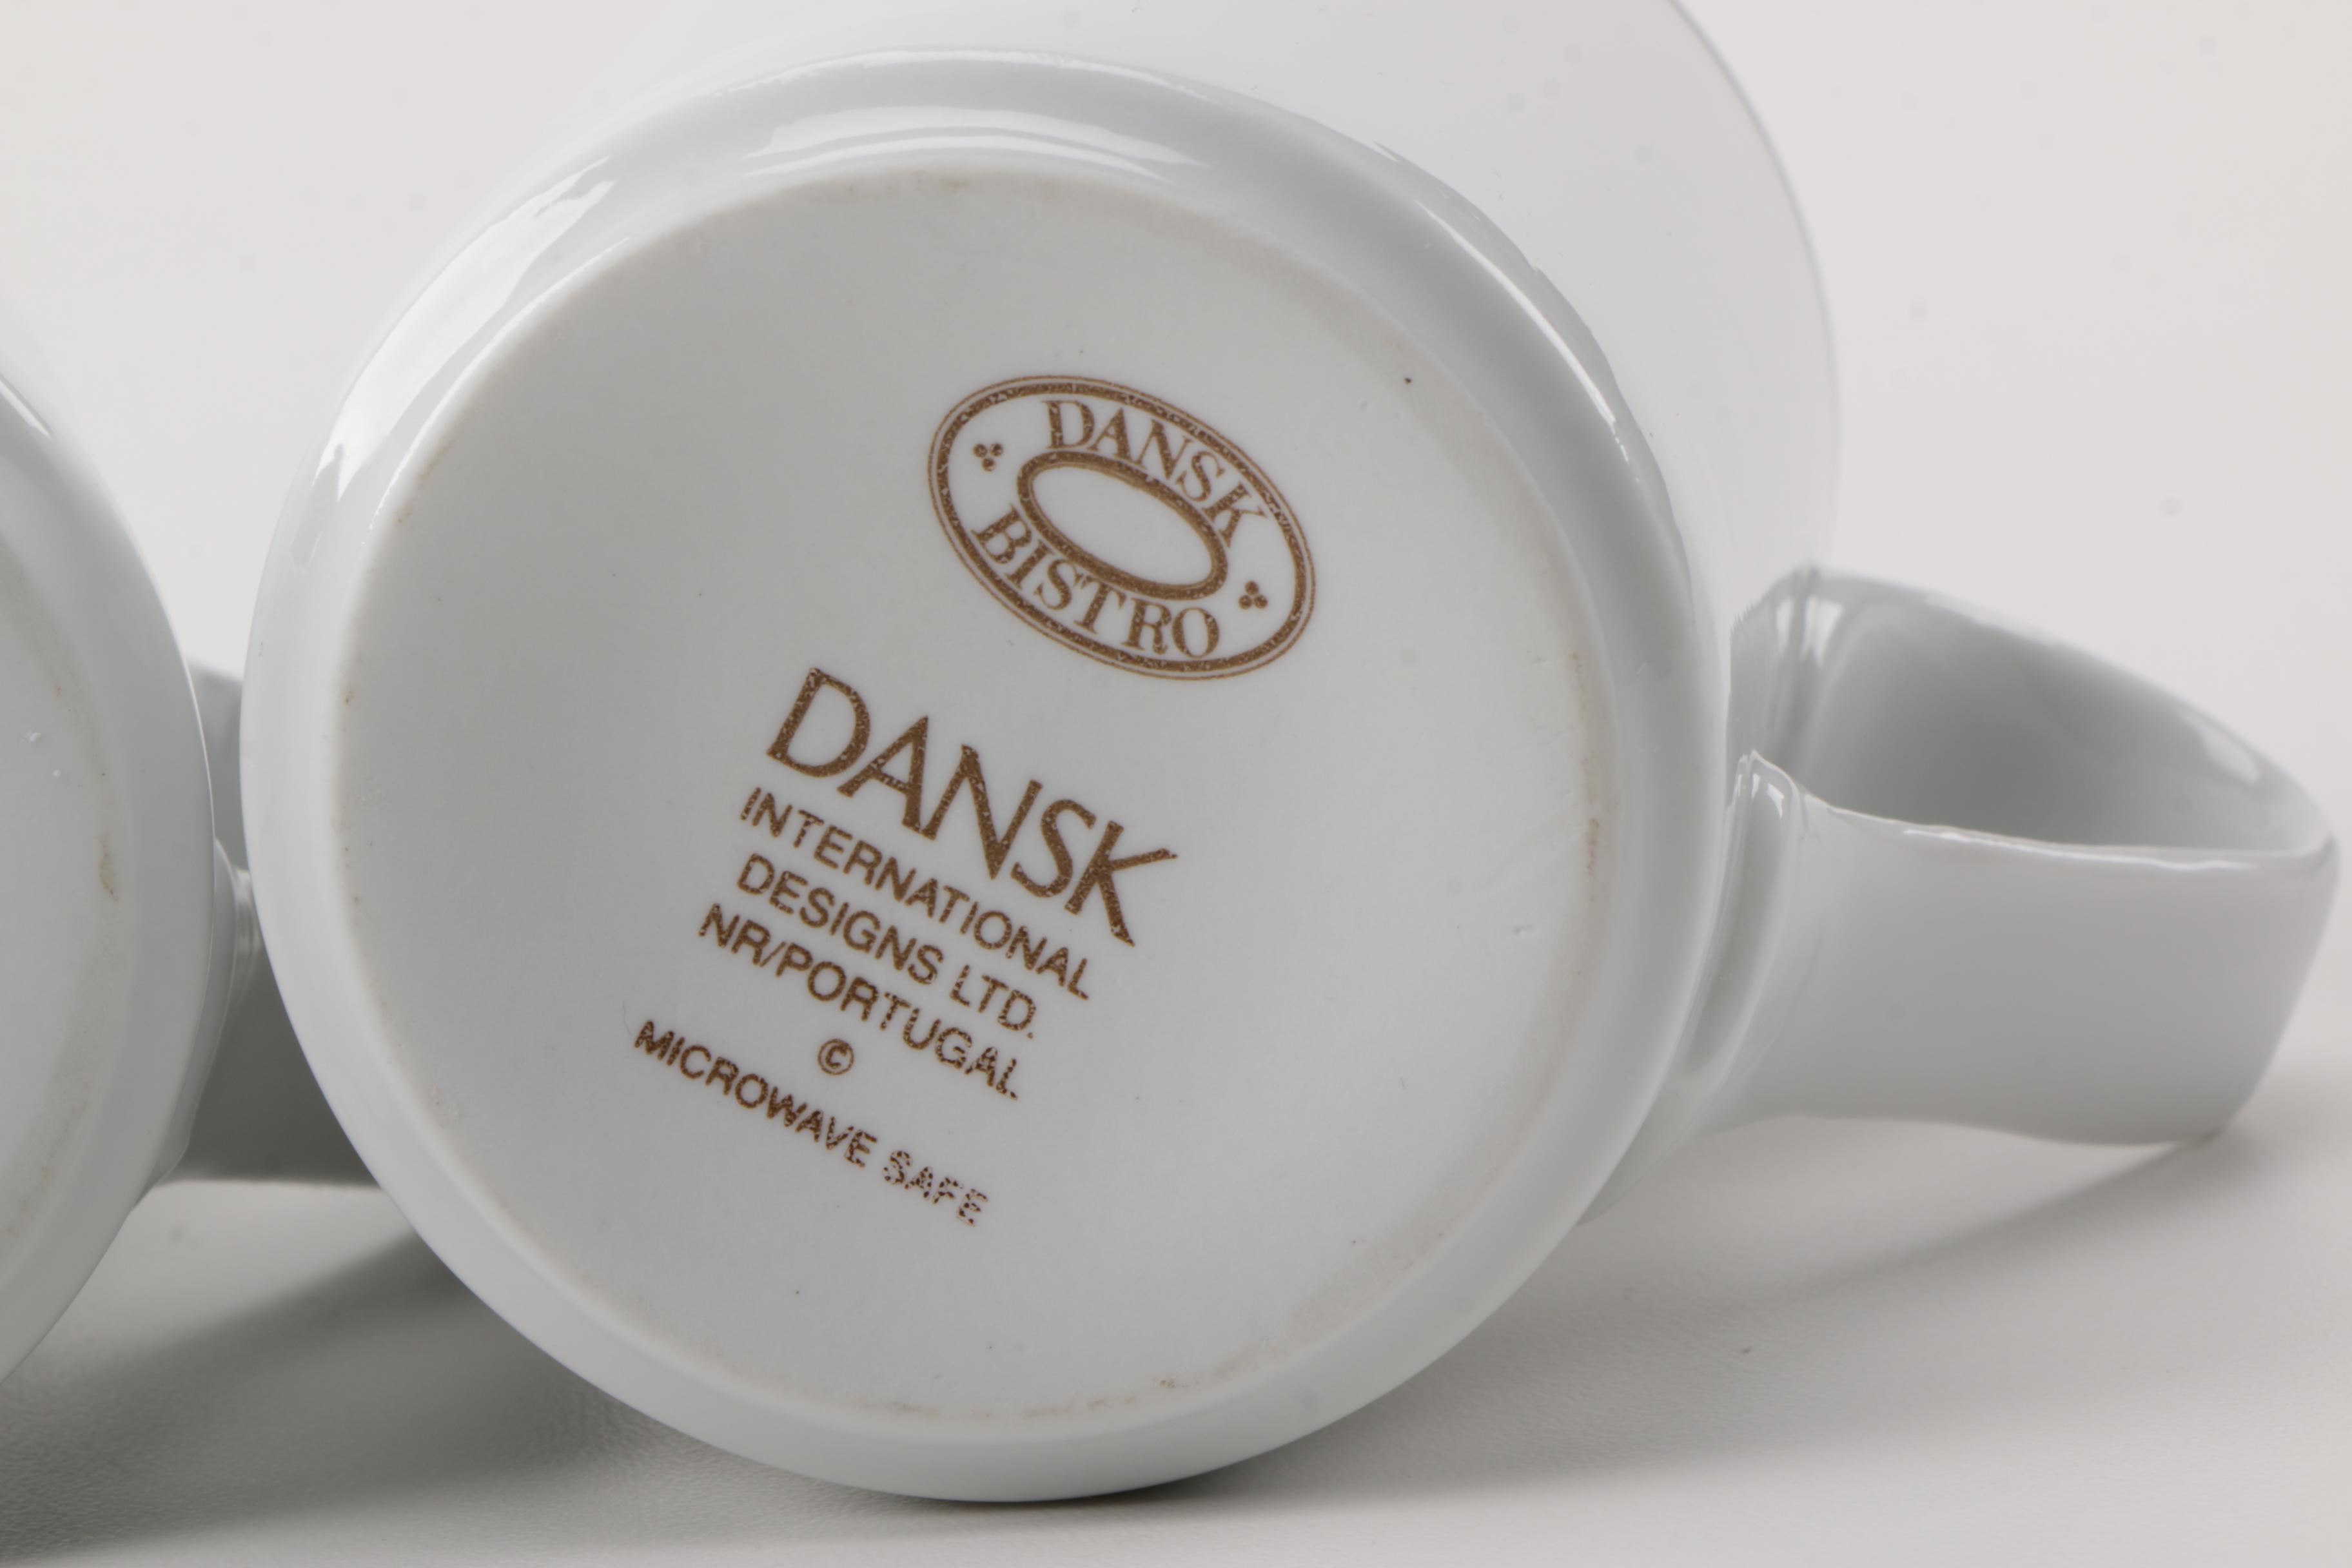 DANSK
BISTRO
DANSK
INTERNATIONAL
DESIGNS LTD.
NR/PORTUGAL
©
MICROWAVE SAFE